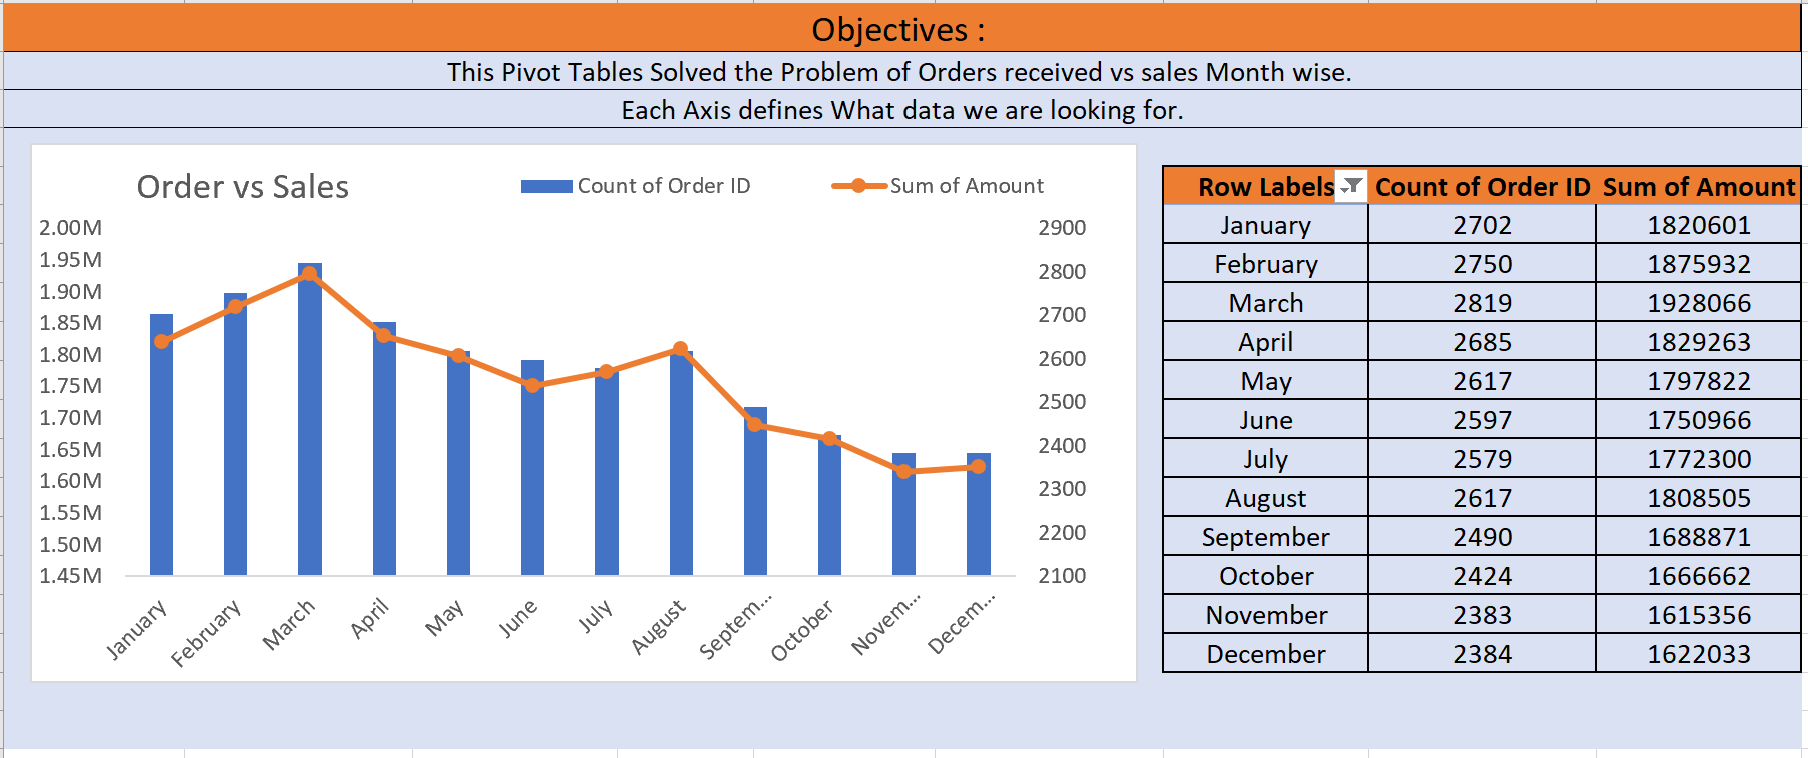 Objectives :
This Pivot Tables Solved the Problem of Orders received vs sales Month wise.
Each Axis defines What data we are looking for.
Order vs Sales
Count of Order ID
Sum of Amount
2.00M
1.95M
1.90M
1.85M
1.80M
1.75M
1.70M
1.65M
1.60M
1.55M
1.50M
1.45M
2900
2800
2700
2600
2500
2400
2300
2200
2100
January
February
March
April
May
June
July
August
Septem...
October
Novem...
Decem...
Row Labels Count of Order ID Sum of Amount
January 2702 1820601
February 2750 1875932
March 2819 1928066
April 2685 1829263
May 2617 1797822
June 2597 1750966
July 2579 1772300
August 2617 1808505
September 2490 1688871
October 2424 1666662
November 2383 1615356
December 2384 1622033